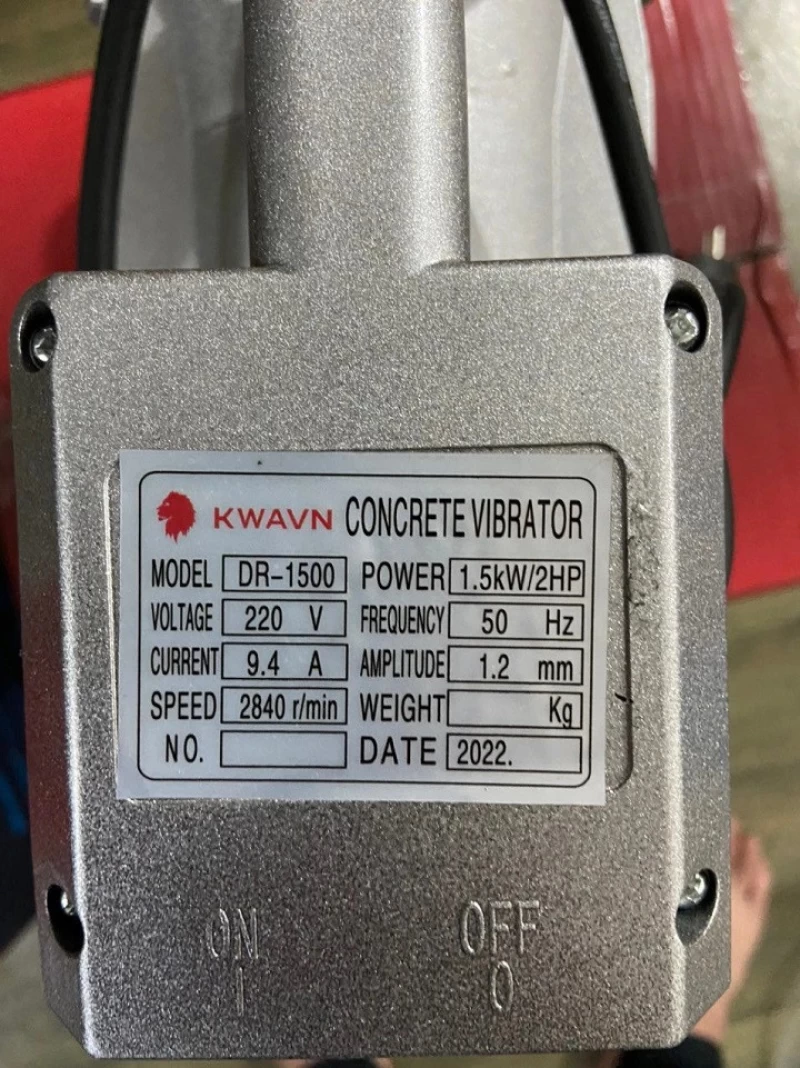 KWAVN CONCRETE VIBRATOR
MODEL DR-1500 POWER 1.5kW/2HP
VOLTAGE 220 V FREQUENCY 50 Hz
CURRENT 9.4 A AMPLITUDE 1.2 mm
SPEED 2840 r/min WEIGHT Kg
NO. DATE 2022.
ON OFF
I O